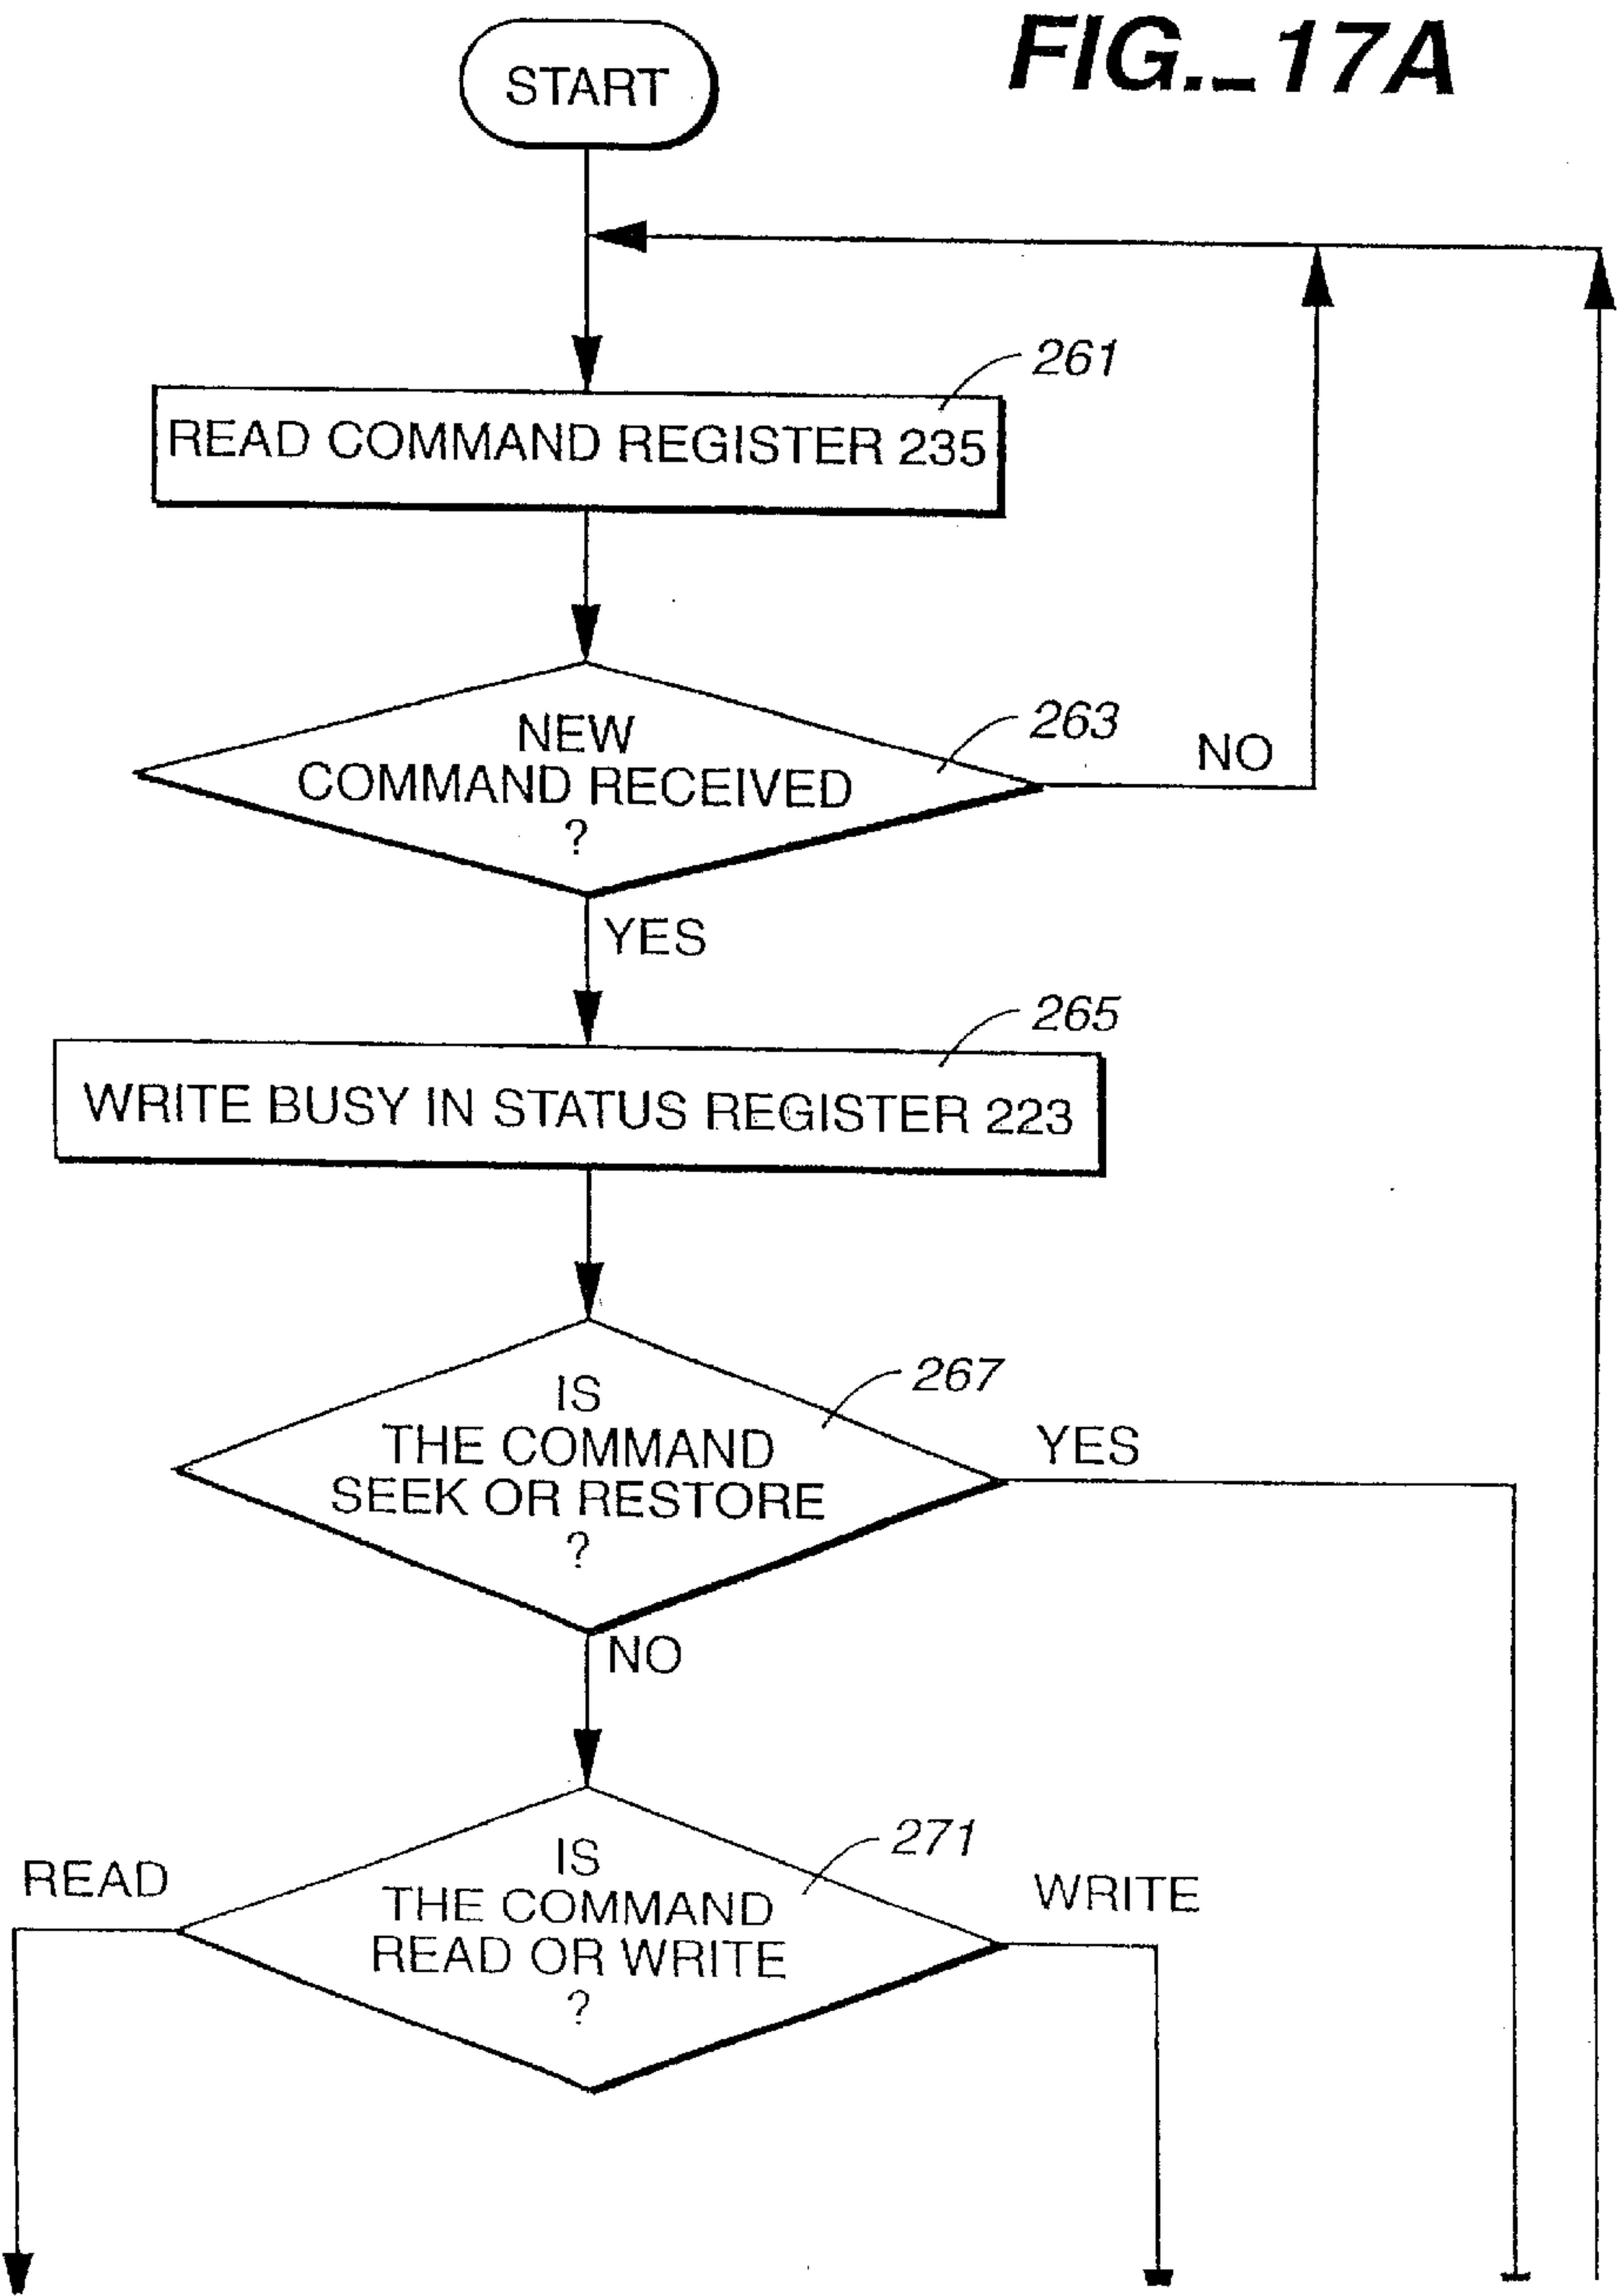 FIG._17A
START
261
READ COMMAND REGISTER 235
263
NEW
COMMAND RECEIVED
?
NO
YES
265
WRITE BUSY IN STATUS REGISTER 223
267
IS
THE COMMAND
SEEK OR RESTORE
?
YES
NO
271
IS
THE COMMAND
READ OR WRITE
?
READ
WRITE